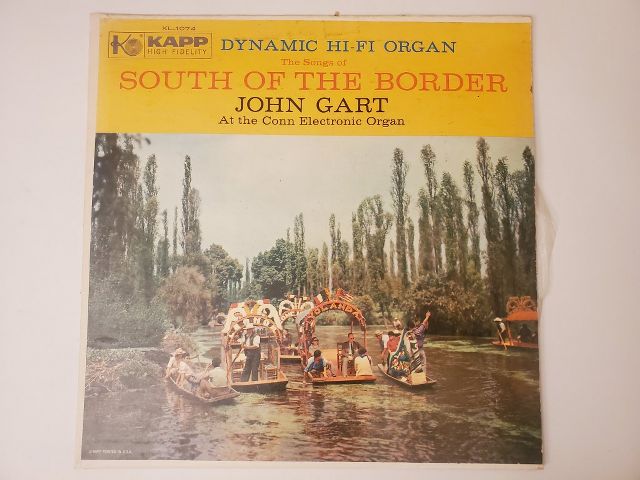 KL-1074
KAPP
HIGH FIDELITY
DYNAMIC HI-FI ORGAN
The Songs of
SOUTH OF THE BORDER
JOHN GART
At the Conn Electronic Organ
YOLANDA